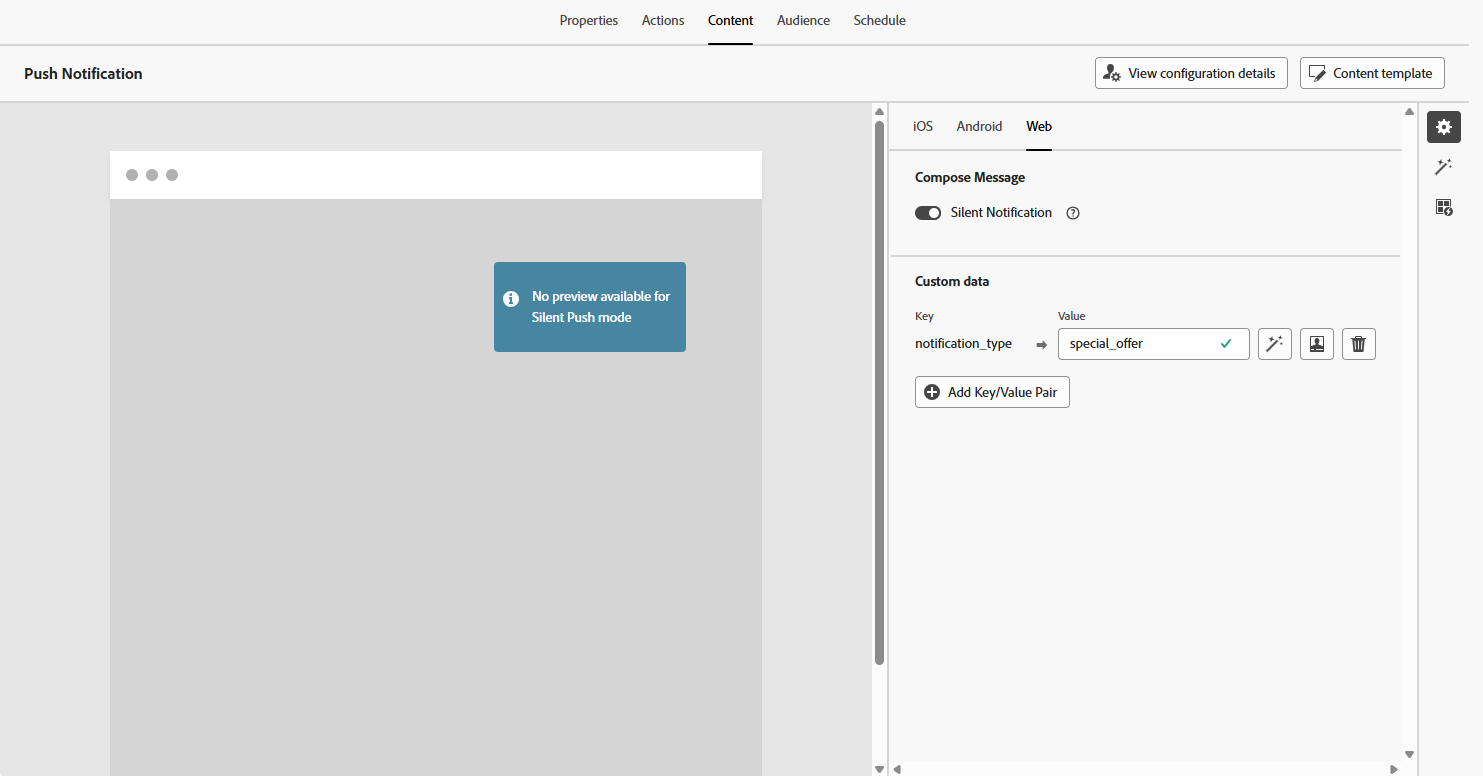 Properties Actions Content Audience Schedule
Push Notification
View configuration details
Content template
No preview available for
Silent Push mode
iOS Android Web
Compose Message
Silent Notification
Custom data
Key Value
notification_type special_offer
Add Key/Value Pair